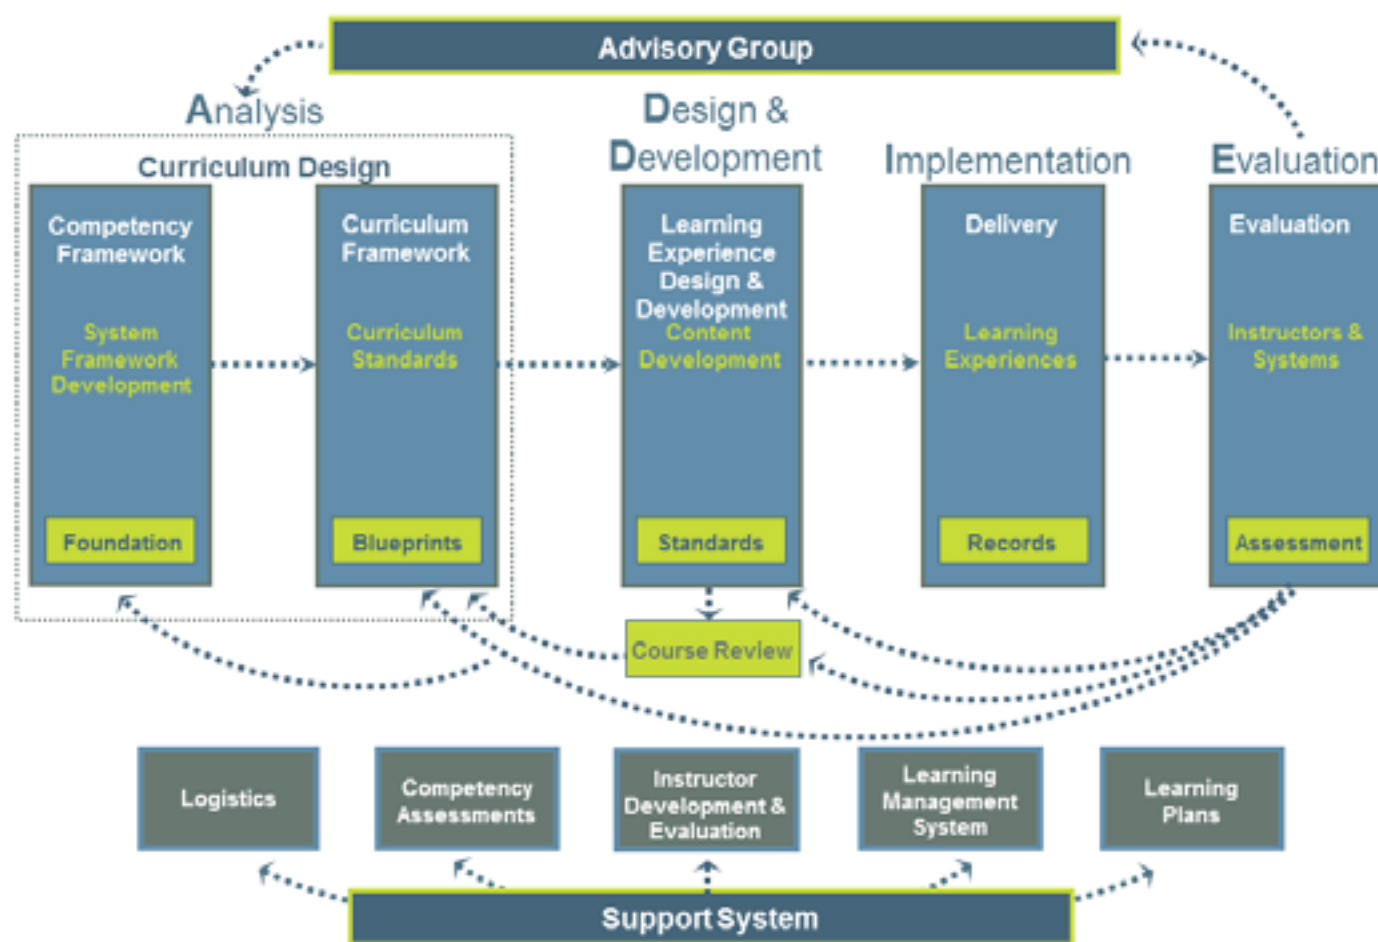 Advisory Group
Analysis
Design &
Development
Implementation
Evaluation
Curriculum Design
Competency
Framework
System
Framework
Development
Foundation
Curriculum
Framework
Curriculum
Standards
Blueprints
Learning
Experience
Design &
Development
Content
Development
Standards
Delivery
Learning
Experiences
Records
Evaluation
Instructors &
Systems
Assessment
Course Review
Logistics
Competency
Assessments
Instructor
Development &
Evaluation
Learning
Management
System
Learning
Plans
Support System